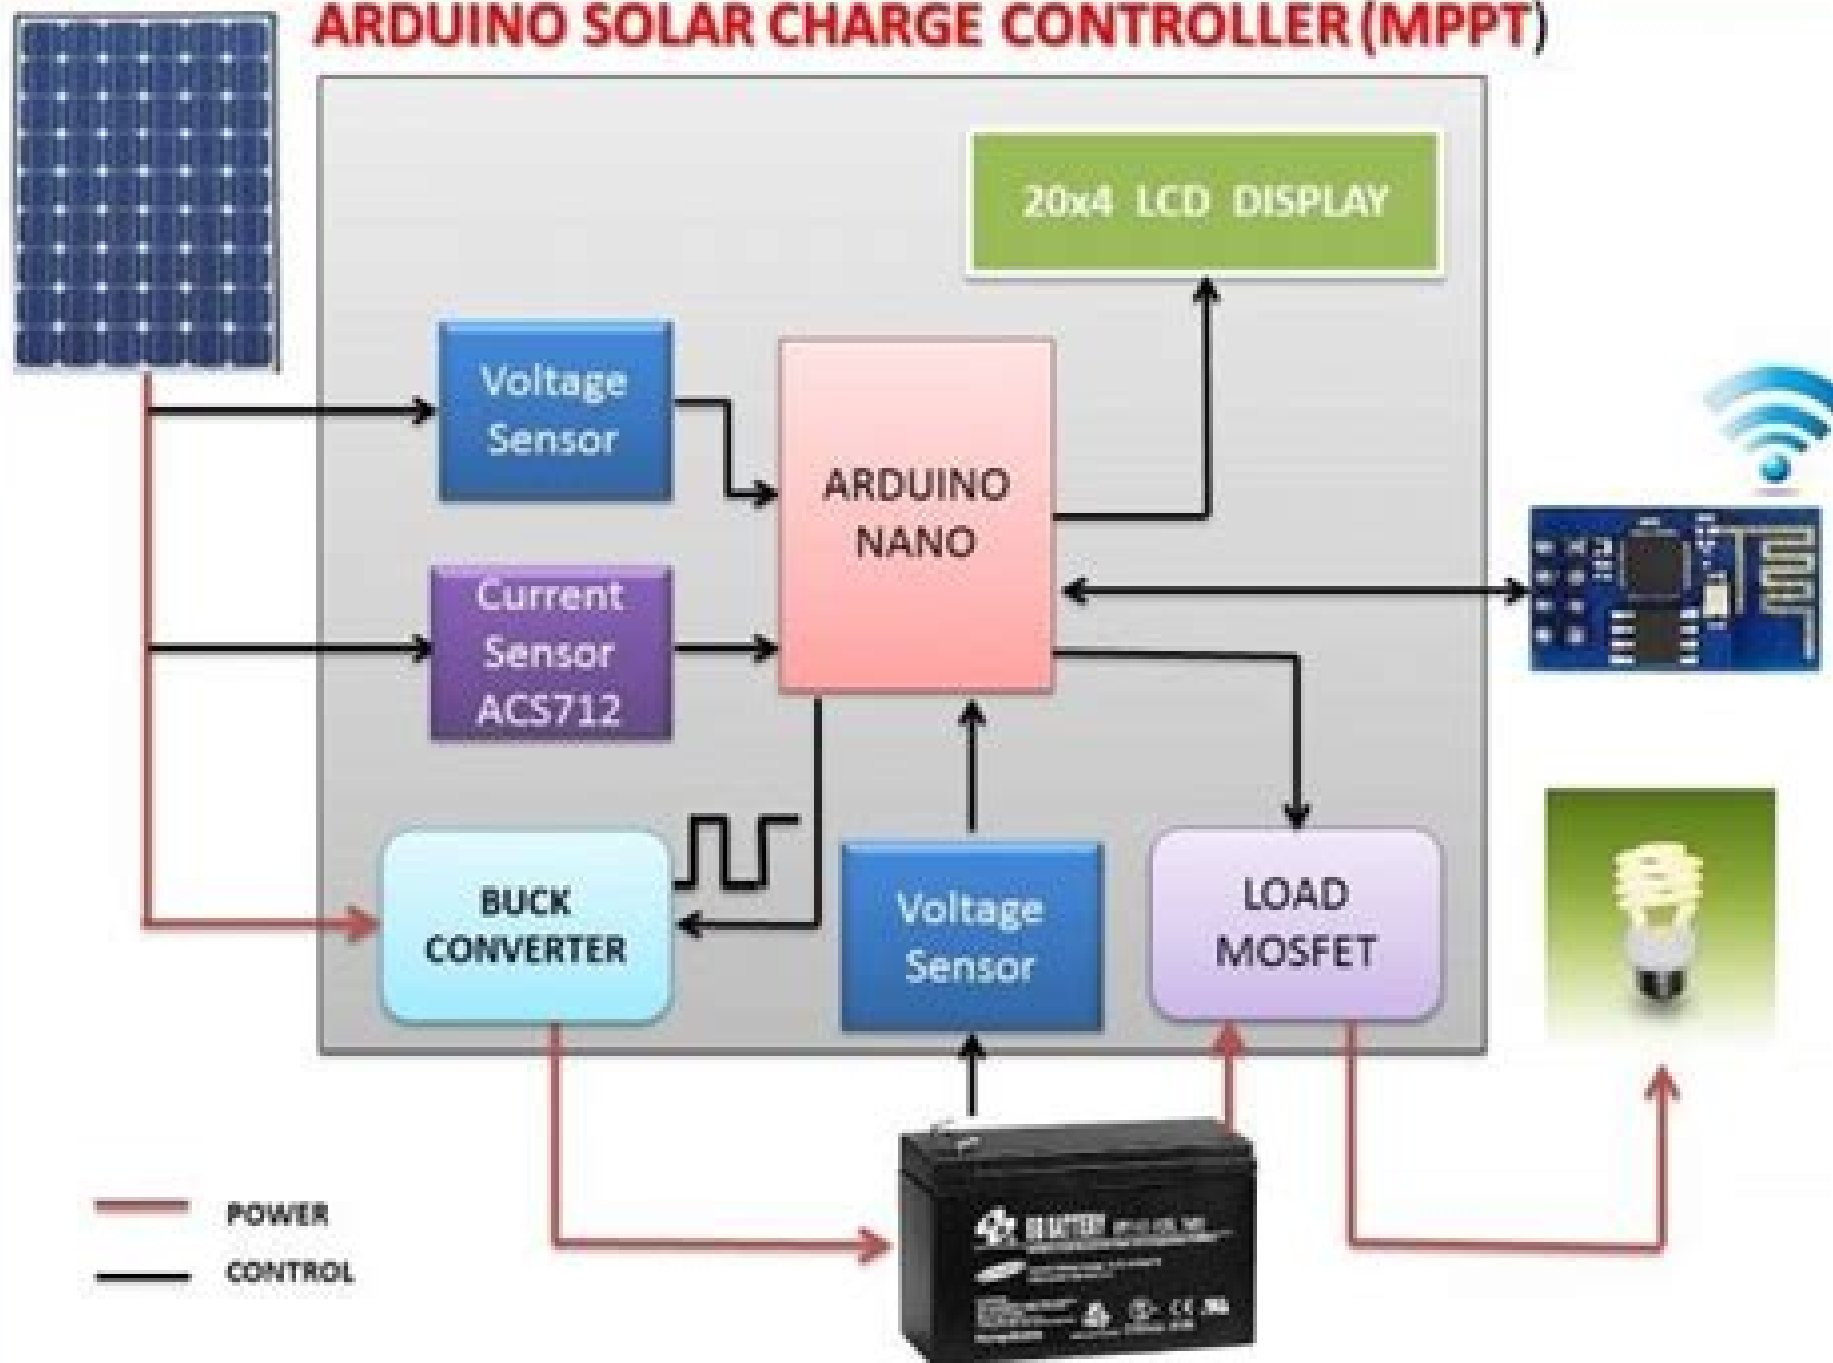 ARDUINO SOLAR CHARGE CONTROLLER (MPPT)
20x4 LCD DISPLAY
Voltage
Sensor
ARDUINO
NANO
Current
Sensor
ACS712
BUCK
CONVERTER
Voltage
Sensor
LOAD
MOSFET
BATTERY
POWER
CONTROL